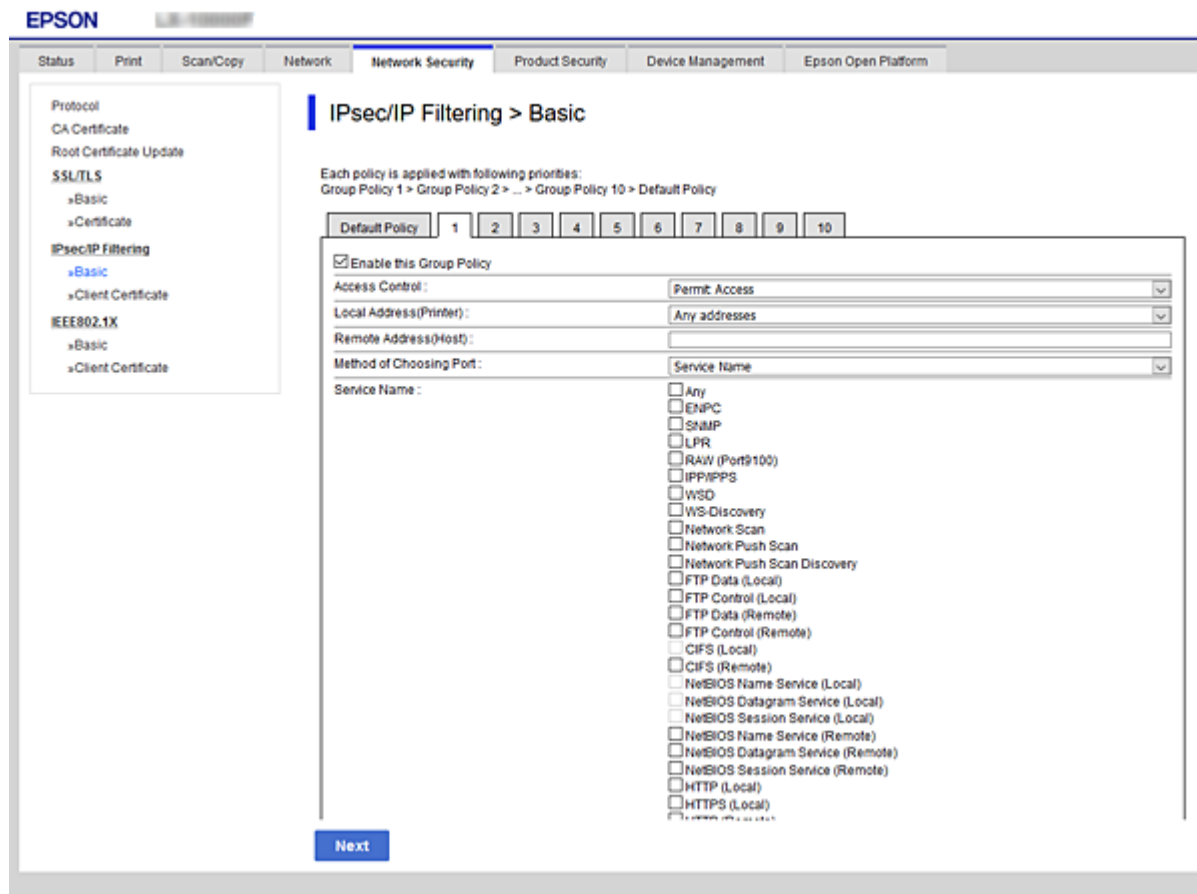 EPSON
Status Print Scan/Copy Network Network Security Product Security Device Management Epson Open Platform
Protocol
CA Certificate
Root Certificate Update
SSL/TLS
»Basic
»Certificate
IPsec/IP Filtering
»Basic
»Client Certificate
IEEE802.1X
»Basic
»Client Certificate
IPsec/IP Filtering > Basic
Each policy is applied with following priorities:
Group Policy 1 > Group Policy 2 > ... > Group Policy 10 > Default Policy
Default Policy 1 2 3 4 5 6 7 8 9 10
Enable this Group Policy
Access Control : Permit Access
Local Address(Printer) : Any addresses
Remote Address(Host) :
Method of Choosing Port : Service Name
Service Name : Any
ENPC
SNMP
LPR
RAW (Port9100)
IPP/IPPS
WSD
WS-Discovery
Network Scan
Network Push Scan
Network Push Scan Discovery
FTP Data (Local)
FTP Control (Local)
FTP Data (Remote)
FTP Control (Remote)
CIFS (Local)
CIFS (Remote)
NetBIOS Name Service (Local)
NetBIOS Datagram Service (Local)
NetBIOS Session Service (Local)
NetBIOS Name Service (Remote)
NetBIOS Datagram Service (Remote)
NetBIOS Session Service (Remote)
HTTP (Local)
HTTPS (Local)
Next